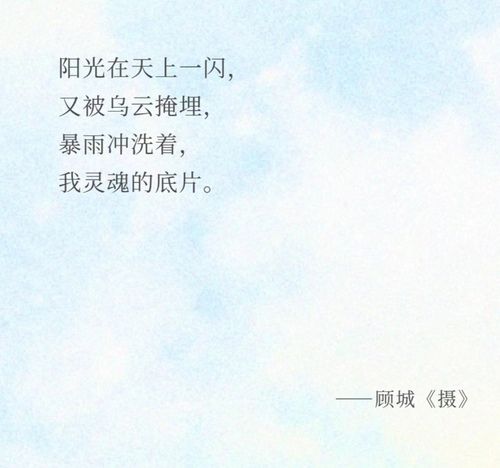 阳光在天上一闪，
又被乌云掩埋，
暴雨冲洗着，
我灵魂的底片。
——顾城《摄》